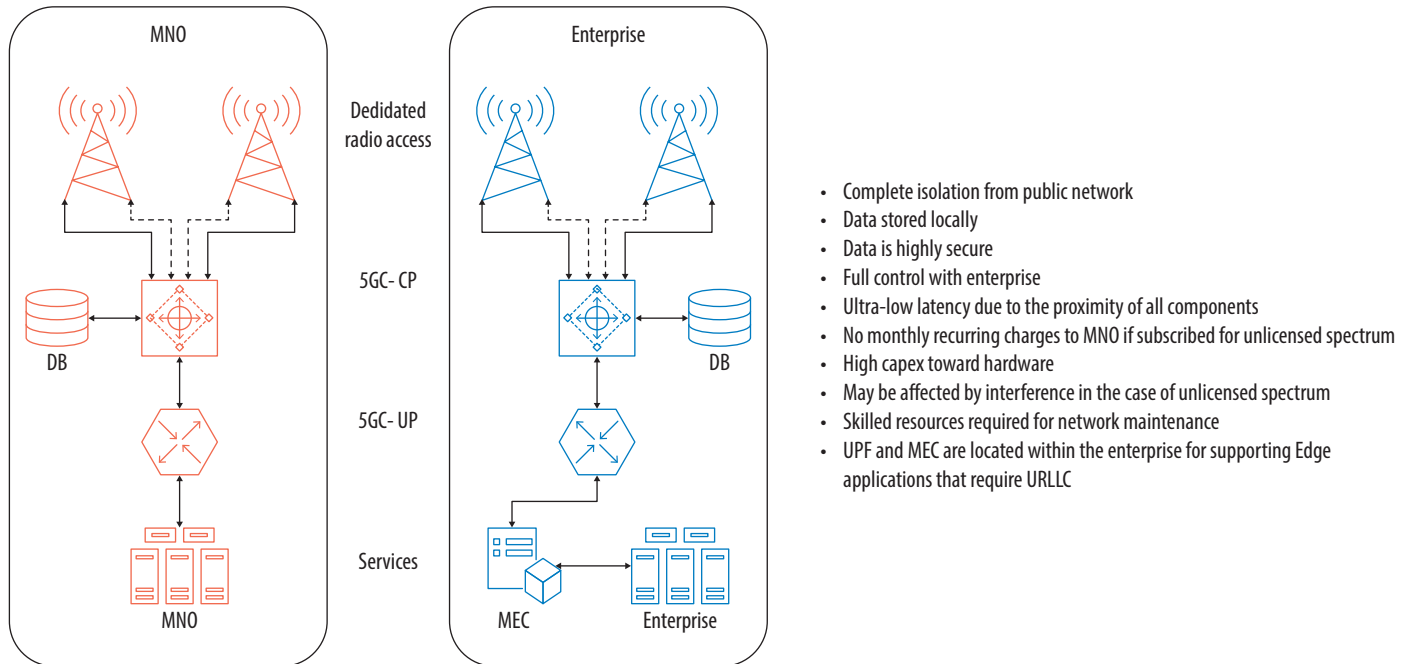 MNO
Enterprise
Dedidated
radio access
5GC- CP
DB
DB
5GC- UP
Services
MNO
MEC
Enterprise
• Complete isolation from public network
• Data stored locally
• Data is highly secure
• Full control with enterprise
• Ultra-low latency due to the proximity of all components
• No monthly recurring charges to MNO if subscribed for unlicensed spectrum
• High capex toward hardware
• May be affected by interference in the case of unlicensed spectrum
• Skilled resources required for network maintenance
• UPF and MEC are located within the enterprise for supporting Edge
applications that require URLLC